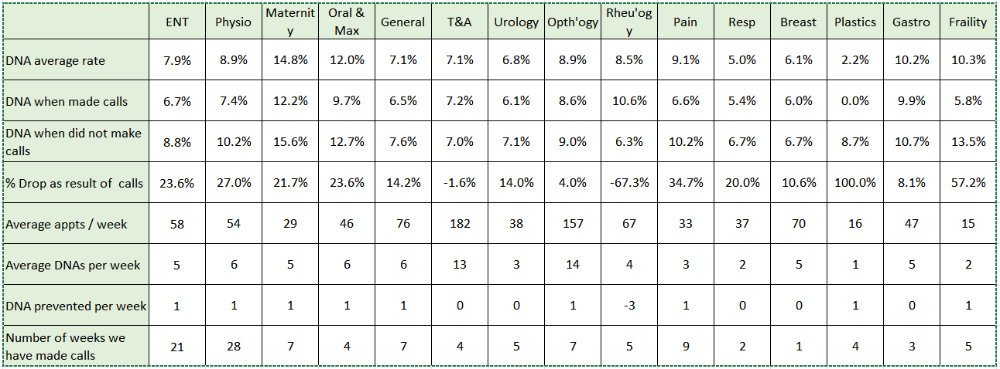 ENT Physio Maternit
y Oral &
Max General T&A Urology Opth'ogy Rheu'og
y Pain Resp Breast Plastics Gastro Fraility
DNA average rate 7.9% 8.9% 14.8% 12.0% 7.1% 7.1% 6.8% 8.9% 8.5% 9.1% 5.0% 6.1% 2.2% 10.2% 10.3%
DNA when made calls 6.7% 7.4% 12.2% 9.7% 6.5% 7.2% 6.1% 8.6% 10.6% 6.6% 5.4% 6.0% 0.0% 9.9% 5.8%
DNA when did not make
calls 8.8% 10.2% 15.6% 12.7% 7.6% 7.0% 7.1% 9.0% 6.3% 10.2% 6.7% 6.7% 8.7% 10.7% 13.5%
% Drop as result of calls 23.6% 27.0% 21.7% 23.6% 14.2% -1.6% 14.0% 4.0% -67.3% 34.7% 20.0% 10.6% 100.0% 8.1% 57.2%
Average appts / week 58 54 29 46 76 182 38 157 67 33 37 70 16 47 15
Average DNAs per week 5 6 5 6 6 13 3 14 4 3 2 5 1 5 2
DNA prevented per week 1 1 1 1 1 0 0 1 -3 1 0 0 1 0 1
Number of weeks we
have made calls 21 28 7 4 7 4 5 7 5 9 2 1 4 3 5